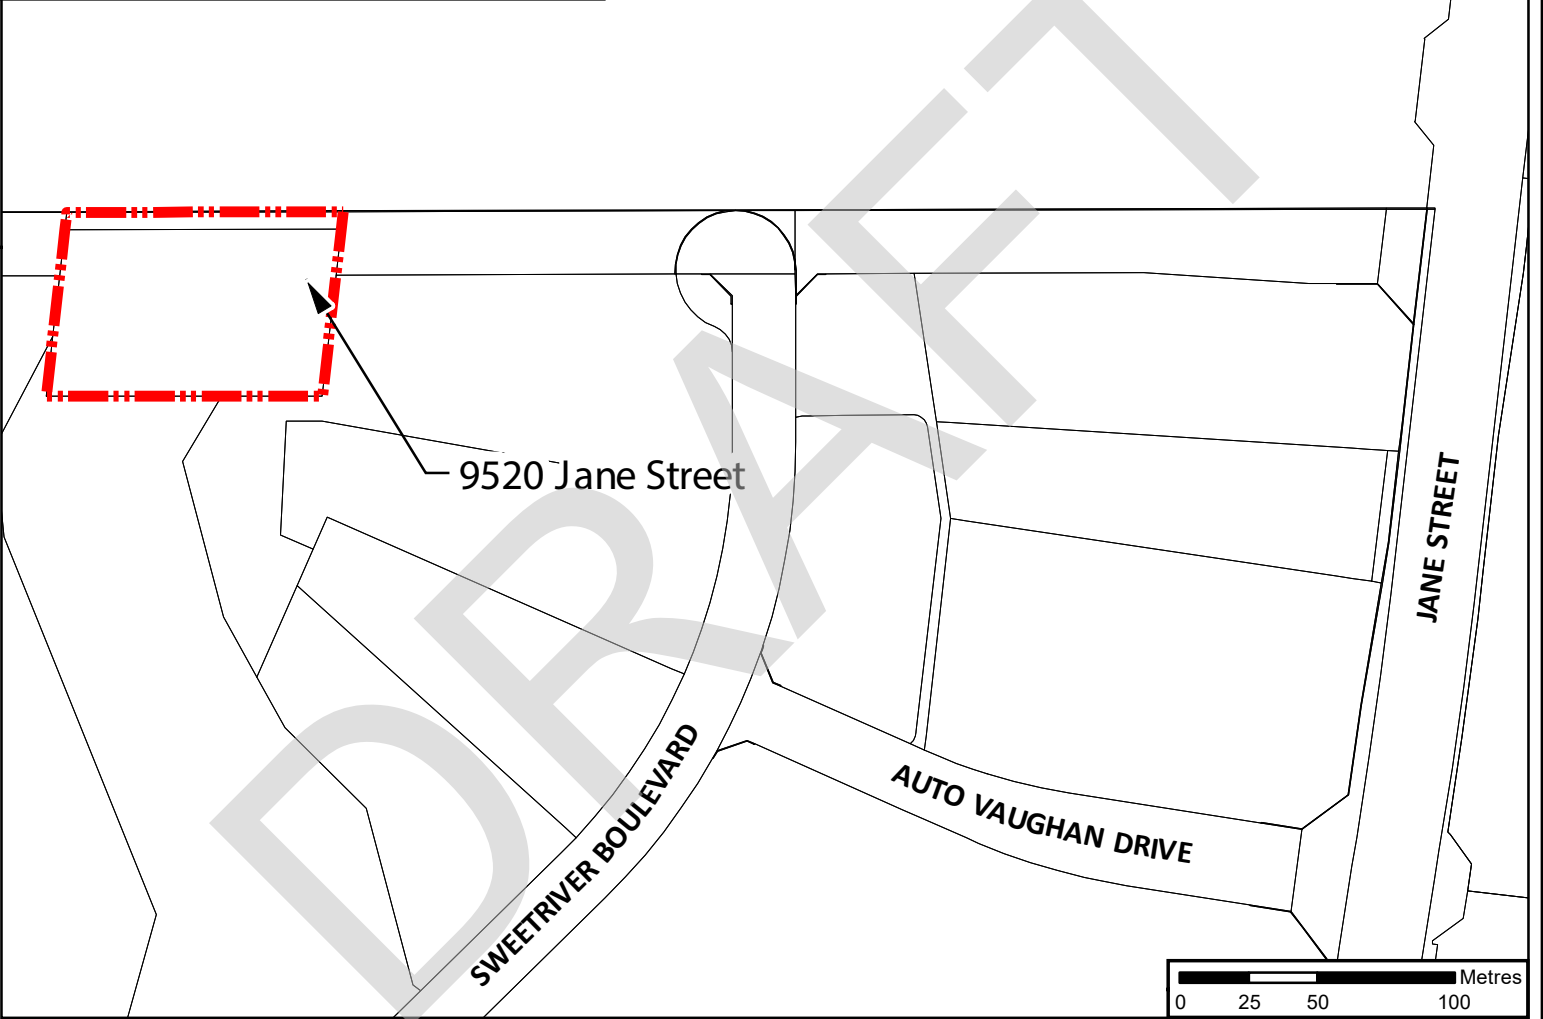 DRAFT
9520 Jane Street
JANE STREET
SWEETRIVER BOULEVARD
AUTO VAUGHAN DRIVE
Metres
0 25 50 100